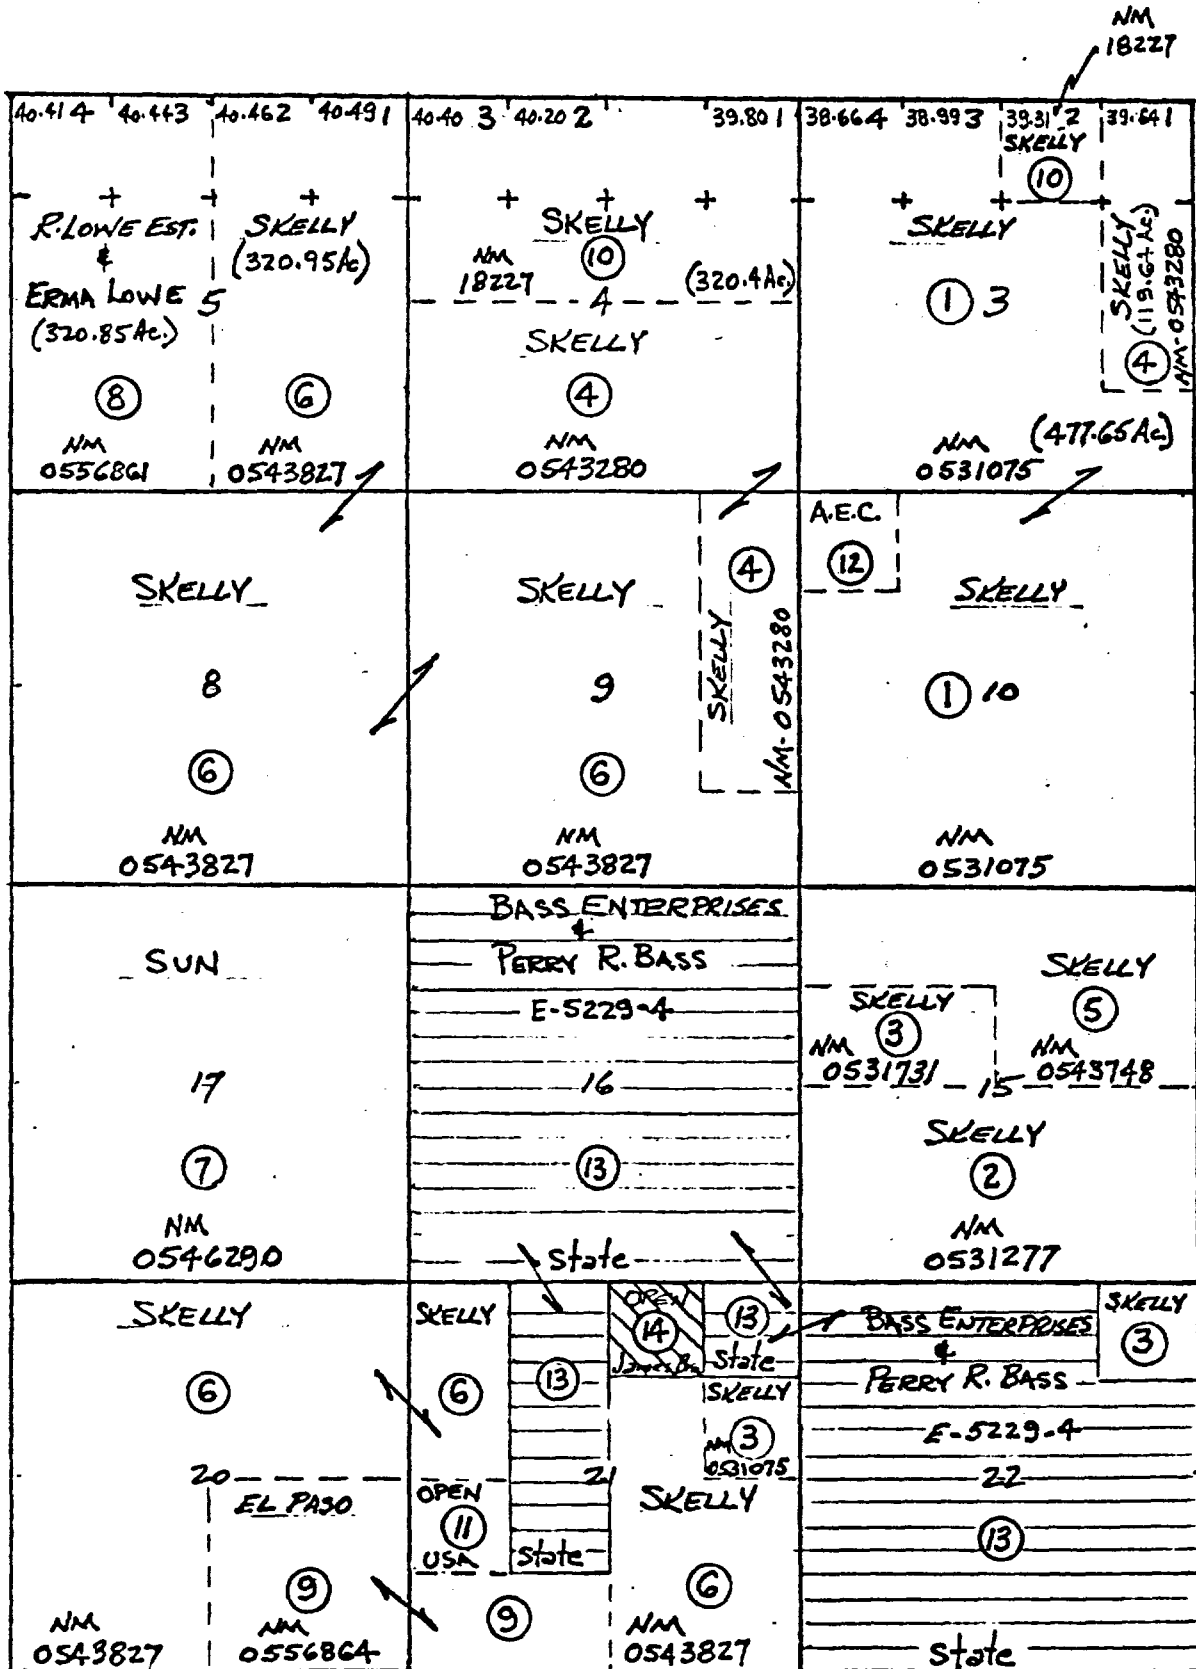 NM
18227
40.41 4 40.44 3 40.46 2 40.49 1 40.40 3 40.20 2 39.80 1 38.66 4 38.99 3 39.31 2 39.64 1
SKELLY
10
R. LOWE EST.
&
ERMA LOWE
(320.85 Ac.)
8
NM
0556861
5
SKELLY
(320.95 Ac)
6
NM
0543827
SKELLY
10
NM
18227
(320.4 Ac.)
4
SKELLY
4
NM
0543280
SKELLY
1 3
(477.65 Ac.)
NM
0531075
SKELLY
(119.64 Ac.)
4
NM-0543280
SKELLY
8
6
NM
0543827
SKELLY
9
6
NM
0543827
4
SKELLY
NM-0543280
A.E.C.
12
SKELLY
1 10
NM
0531075
SUN
17
7
NM
0546290
BASS ENTERPRISES
&
PERRY R. BASS
E-5229-4
16
13
State
SKELLY
3
NM
0531731
SKELLY
5
NM
0543748
15
SKELLY
2
NM
0531277
SKELLY
6
20
NM
0543827
EL PASO
9
NM
0556864
SKELLY
6
OPEN
11
USA
9
13
State
OPEN
14
13
State
SKELLY
3
NM
0531075
21
SKELLY
6
NM
0543827
BASS ENTERPRISES
&
PERRY R. BASS
E-5229-4
22
13
State
SKELLY
3